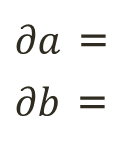 ∂a =
∂b =